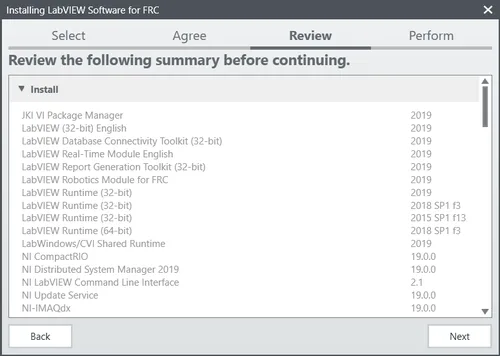 Installing LabVIEW Software for FRC
Select Agree Review Perform
Review the following summary before continuing.
Install
JKI VI Package Manager 2019
LabVIEW (32-bit) English 2019
LabVIEW Database Connectivity Toolkit (32-bit) 2019
LabVIEW Real-Time Module English 2019
LabVIEW Report Generation Toolkit (32-bit) 2019
LabVIEW Robotics Module for FRC 2019
LabVIEW Runtime (32-bit) 2019
LabVIEW Runtime (32-bit) 2018 SP1 f3
LabVIEW Runtime (32-bit) 2015 SP1 f13
LabVIEW Runtime (64-bit) 2018 SP1 f3
LabWindows/CVI Shared Runtime 2019
NI CompactRIO 19.0.0
NI Distributed System Manager 2019 19.0.0
NI LabVIEW Command Line Interface 2.1
NI Update Service 19.0.0
NI-IMAQdx 19.0.0
Back Next